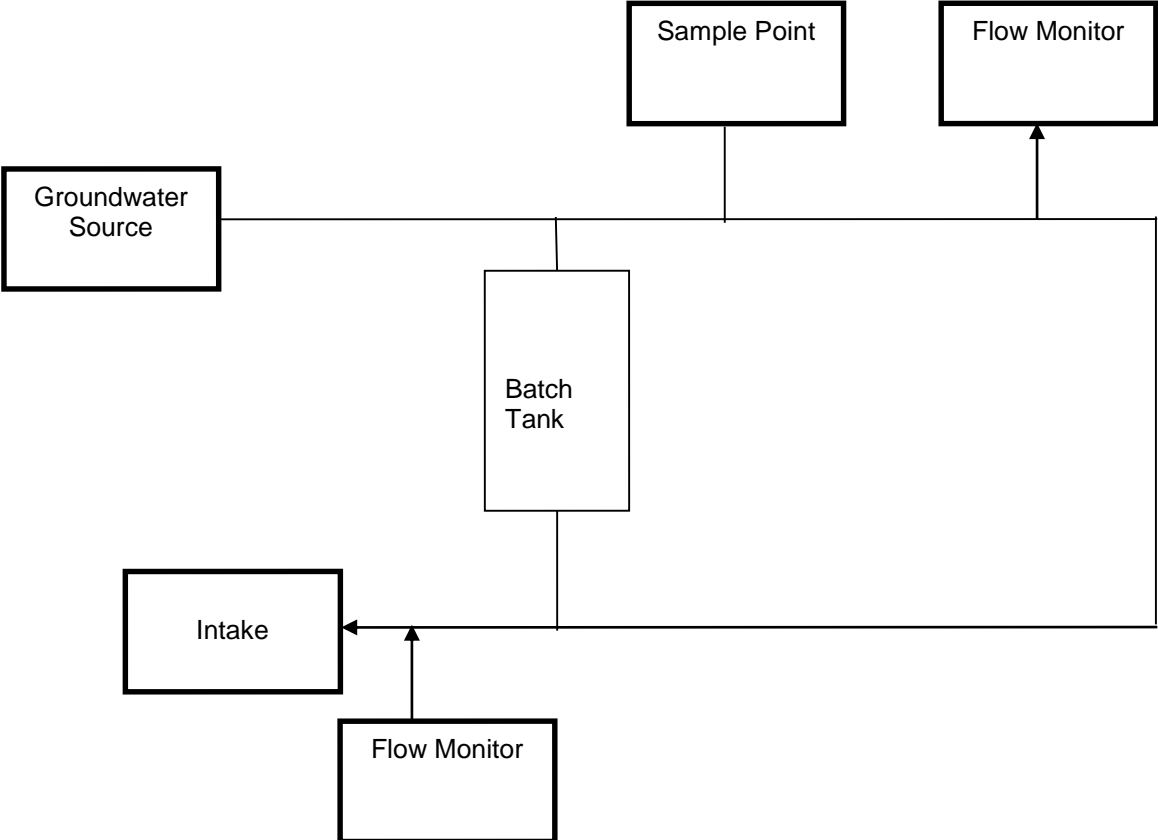 Sample Point
Flow Monitor
Groundwater
Source
Batch
Tank
Intake
Flow Monitor